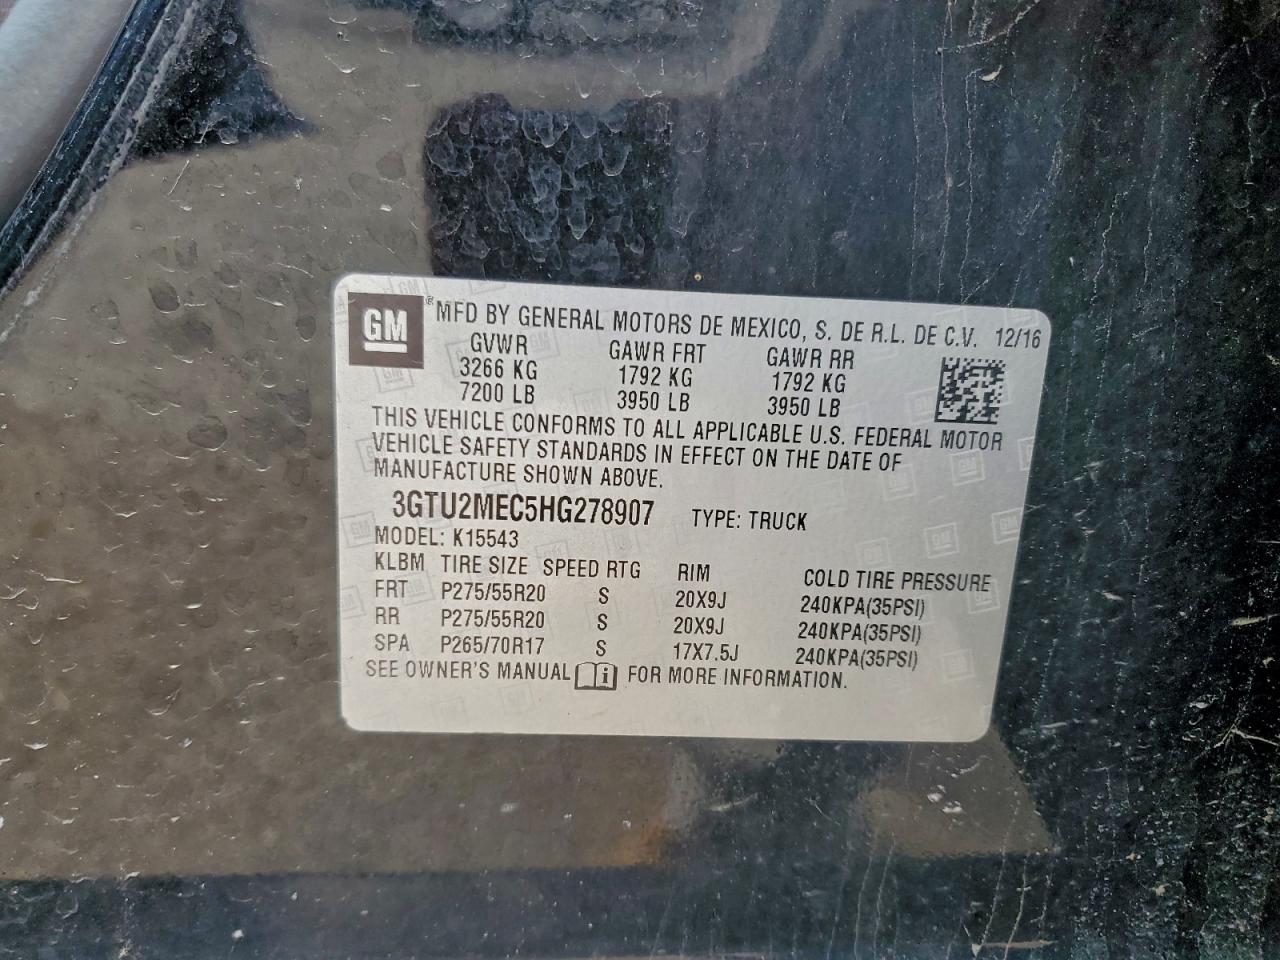 GM ® MFD BY GENERAL MOTORS DE MEXICO, S. DE R.L. DE C.V. 12/16
GVWR GAWR FRT GAWR RR
3266 KG 1792 KG 1792 KG
7200 LB 3950 LB 3950 LB
THIS VEHICLE CONFORMS TO ALL APPLICABLE U.S. FEDERAL MOTOR
VEHICLE SAFETY STANDARDS IN EFFECT ON THE DATE OF
MANUFACTURE SHOWN ABOVE.
3GTU2MEC5HG278907 TYPE: TRUCK
MODEL: K15543
KLBM TIRE SIZE SPEED RTG RIM COLD TIRE PRESSURE
FRT P275/55R20 S 20X9J 240KPA(35PSI)
RR P275/55R20 S 20X9J 240KPA(35PSI)
SPA P265/70R17 S 17X7.5J 240KPA(35PSI)
SEE OWNER'S MANUAL i FOR MORE INFORMATION.